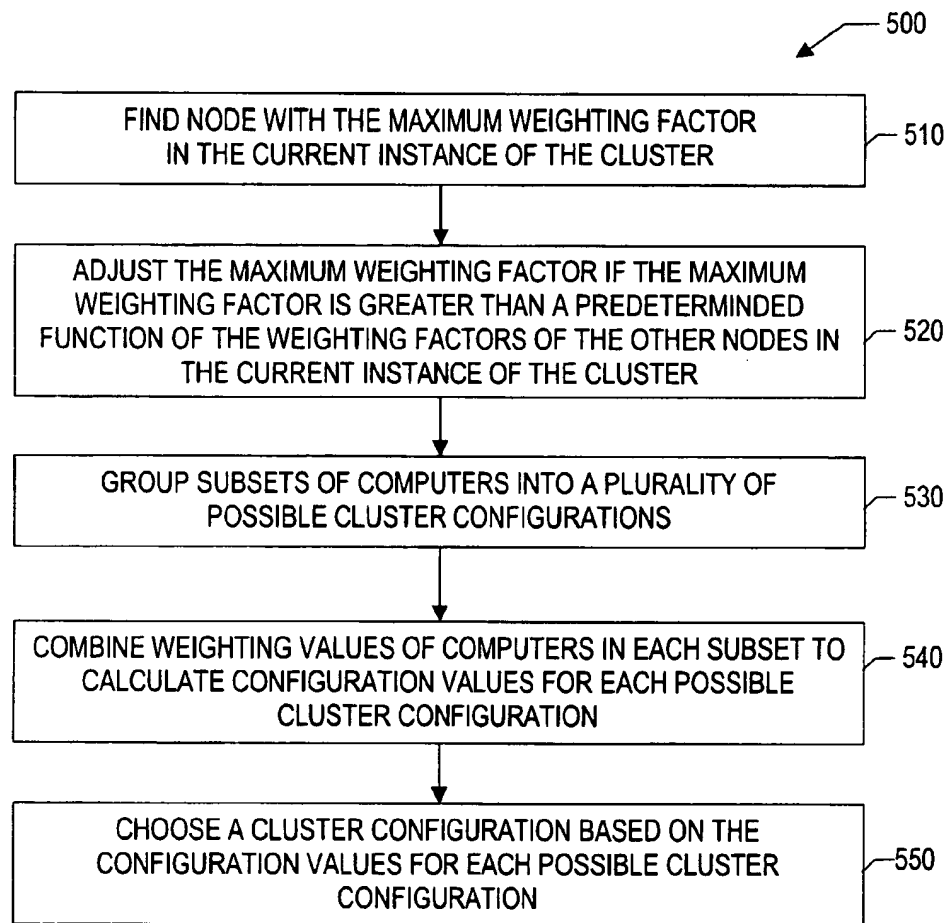 500
FIND NODE WITH THE MAXIMUM WEIGHTING FACTOR
IN THE CURRENT INSTANCE OF THE CLUSTER
510
ADJUST THE MAXIMUM WEIGHTING FACTOR IF THE MAXIMUM
WEIGHTING FACTOR IS GREATER THAN A PREDETERMINDED
FUNCTION OF THE WEIGHTING FACTORS OF THE OTHER NODES IN
THE CURRENT INSTANCE OF THE CLUSTER
520
GROUP SUBSETS OF COMPUTERS INTO A PLURALITY OF
POSSIBLE CLUSTER CONFIGURATIONS
530
COMBINE WEIGHTING VALUES OF COMPUTERS IN EACH SUBSET TO
CALCULATE CONFIGURATION VALUES FOR EACH POSSIBLE
CLUSTER CONFIGURATION
540
CHOOSE A CLUSTER CONFIGURATION BASED ON THE
CONFIGURATION VALUES FOR EACH POSSIBLE CLUSTER
CONFIGURATION
550